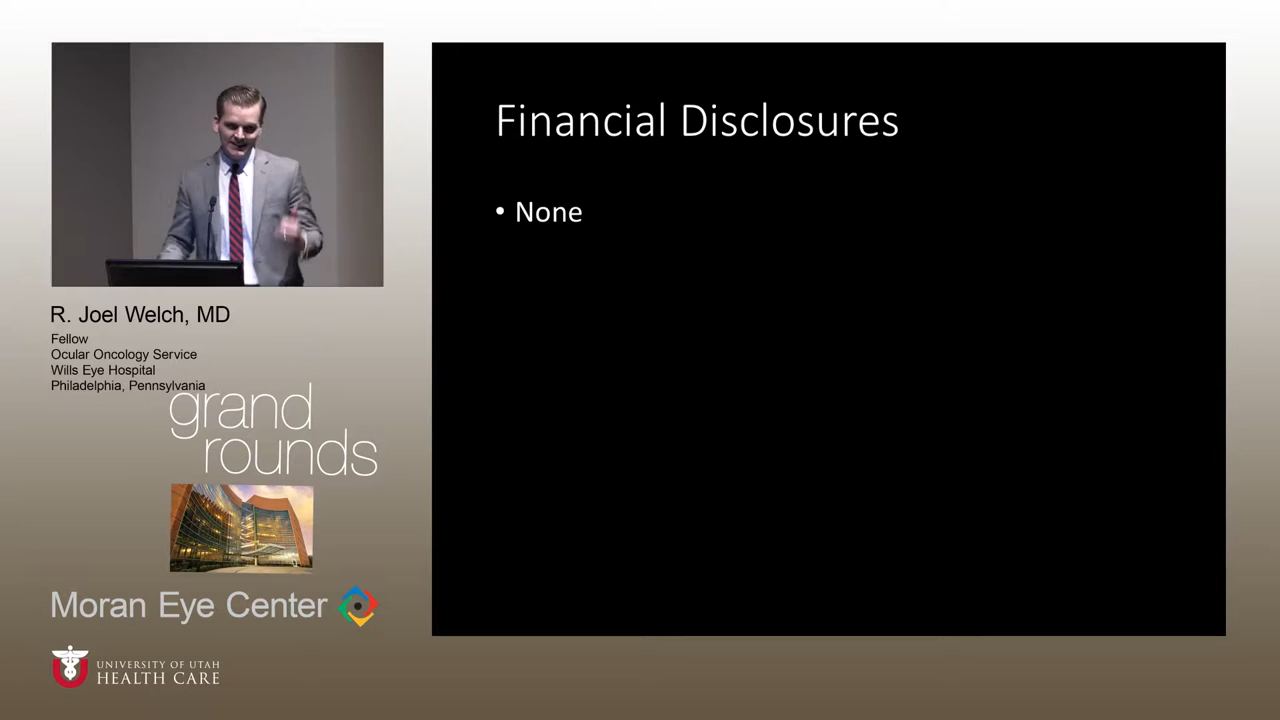 Financial Disclosures
• None
R. Joel Welch, MD
Fellow
Ocular Oncology Service
Wills Eye Hospital
Philadelphia, Pennsylvania
grand
rounds
Moran Eye Center
UNIVERSITY OF UTAH
HEALTH CARE